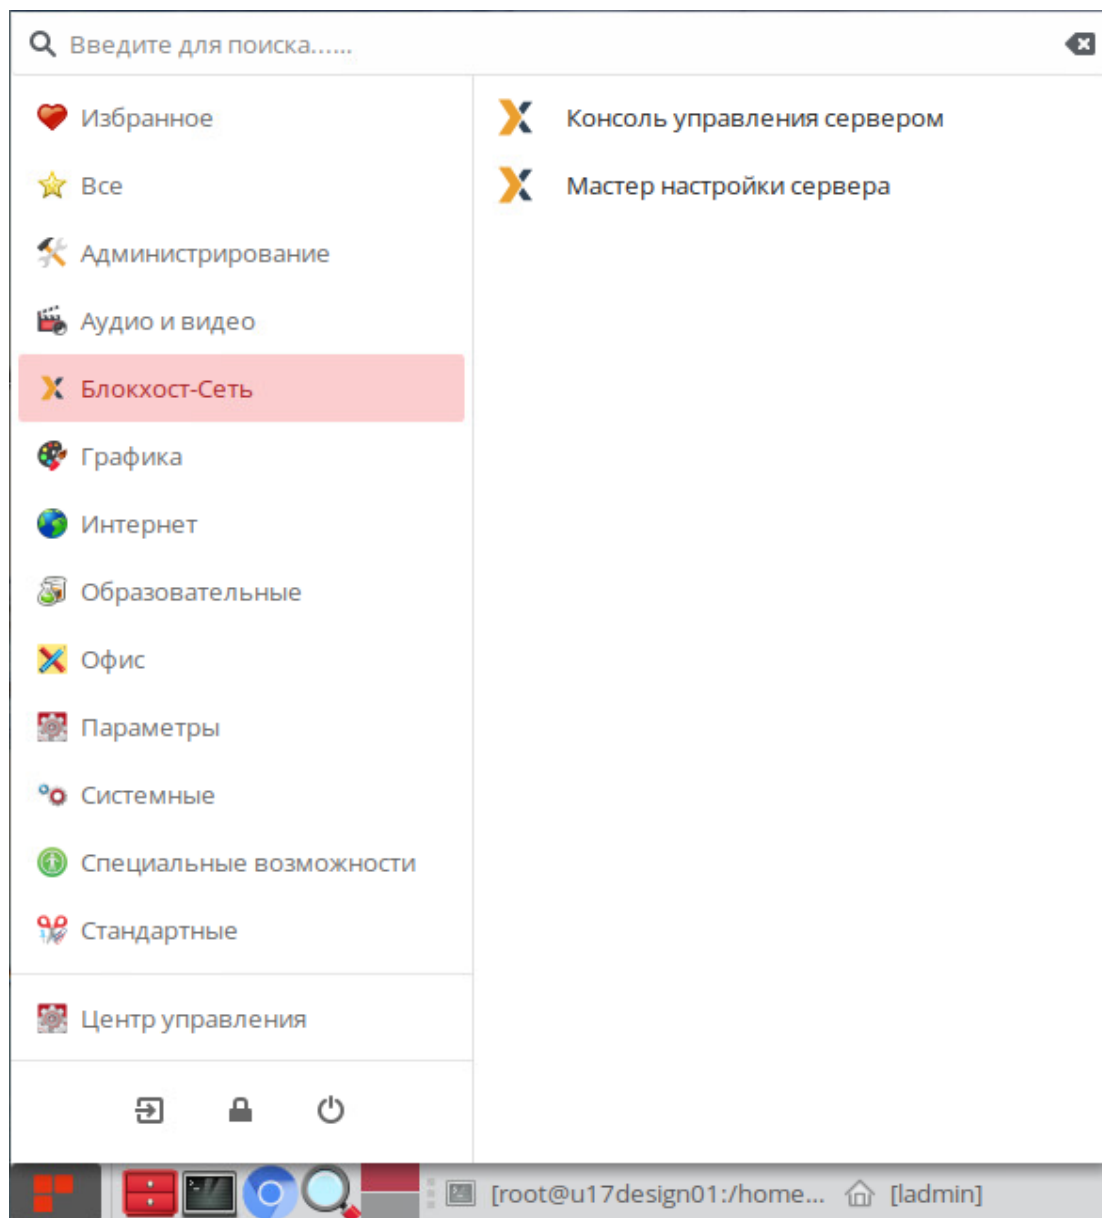 Введите для поиска......
Избранное
Все
Администрирование
Аудио и видео
Блокхост-Сеть
Графика
Интернет
Образовательные
Офис
Параметры
Системные
Специальные возможности
Стандартные
Центр управления
Консоль управления сервером
Мастер настройки сервера
[root@u17design01:/home... [ladmin]